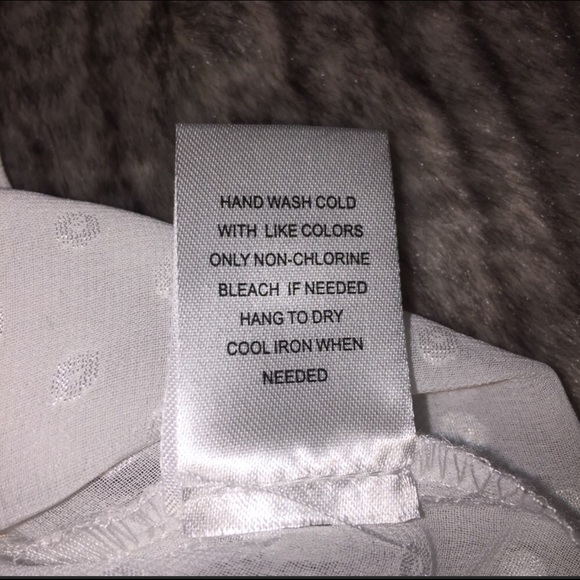 HAND WASH COLD
WITH LIKE COLORS
ONLY NON-CHLORINE
BLEACH IF NEEDED
HANG TO DRY
COOL IRON WHEN
NEEDED